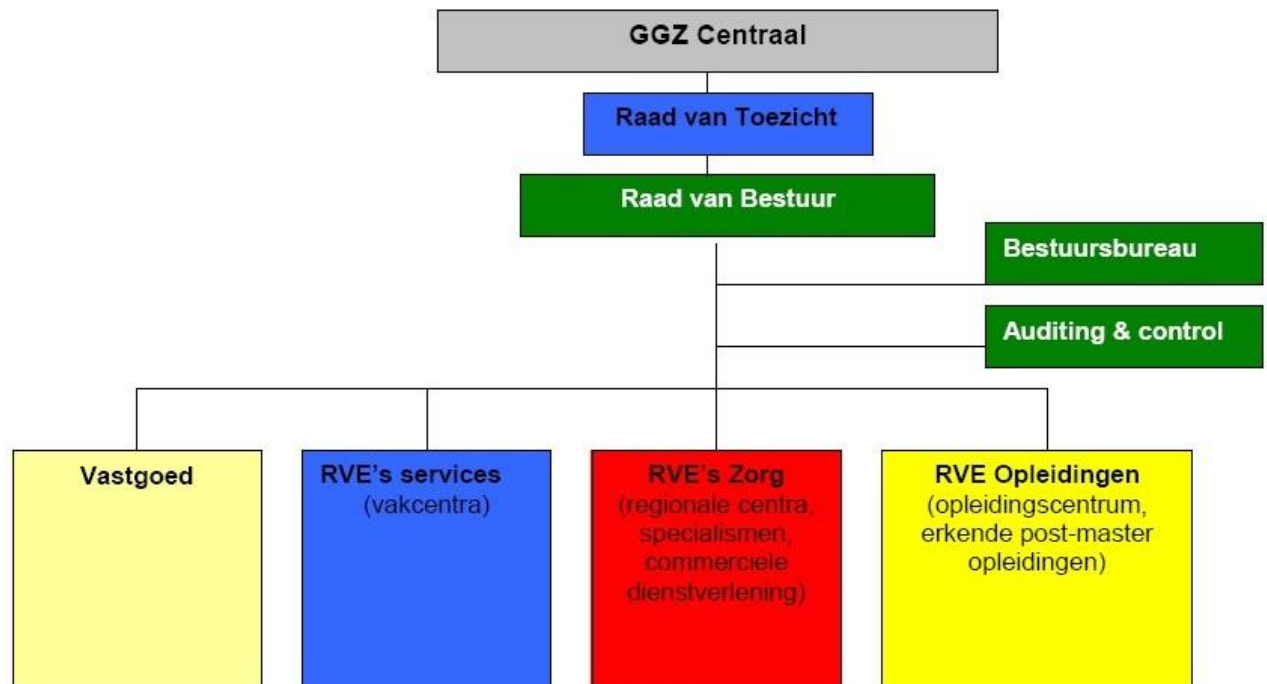 GGZ Centraal
Raad van Toezicht
Raad van Bestuur
Bestuursbureau
Auditing & control
Vastgoed
RVE's services
(vakcentra)
RVE's Zorg
(regionale centra,
specialismen,
commerciele
dienstverlening)
RVE Opleidingen
(opleidingscentrum,
erkende post-master
opleidingen)